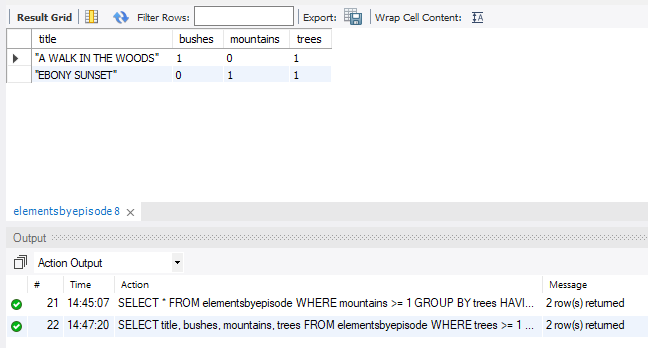 Result Grid Filter Rows: Export: Wrap Cell Content: IA
title bushes mountains trees
"A WALK IN THE WOODS" 1 0 1
"EBONY SUNSET" 0 1 1
elementsbyepisode 8 ×
Output
Action Output
# Time Action Message
21 14:45:07 SELECT * FROM elementsbyepisode WHERE mountains >= 1 GROUP BY trees HAVI... 2 row(s) returned
22 14:47:20 SELECT title, bushes, mountains, trees FROM elementsbyepisode WHERE trees >= 1 ... 2 row(s) returned